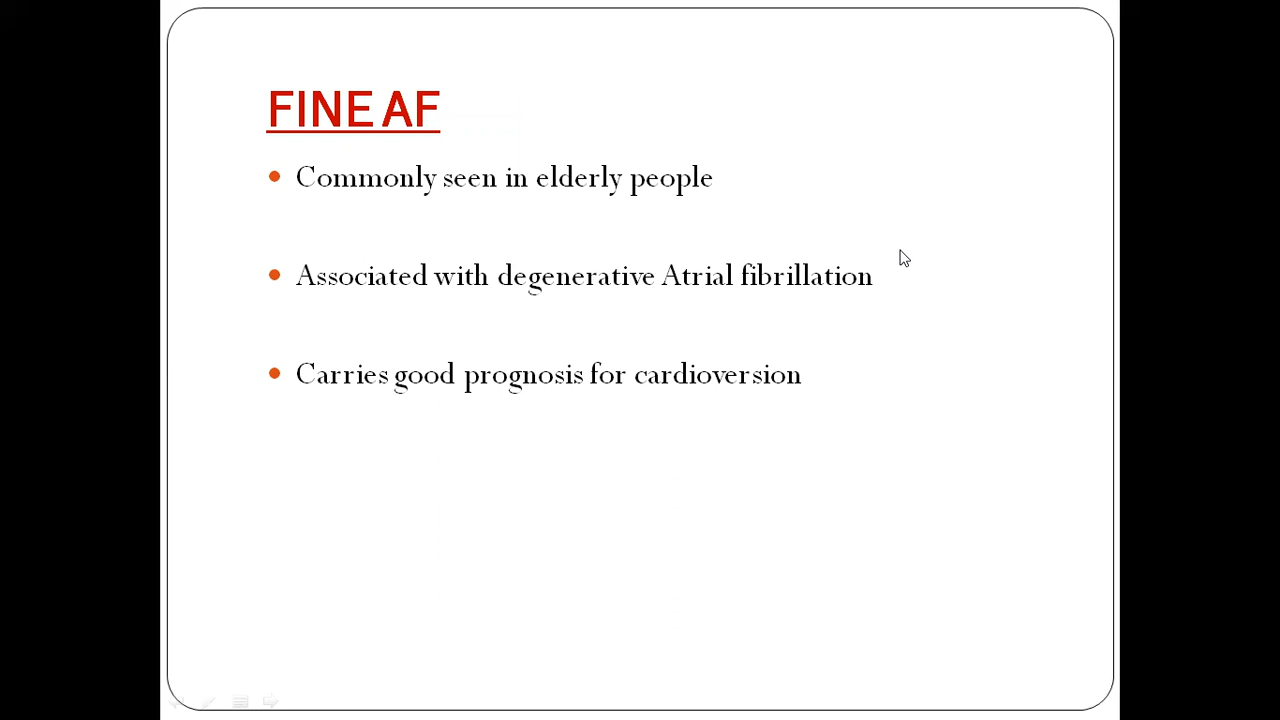 FINE AF
Commonly seen in elderly people
Associated with degenerative Atrial fibrillation
Carries good prognosis for cardioversion